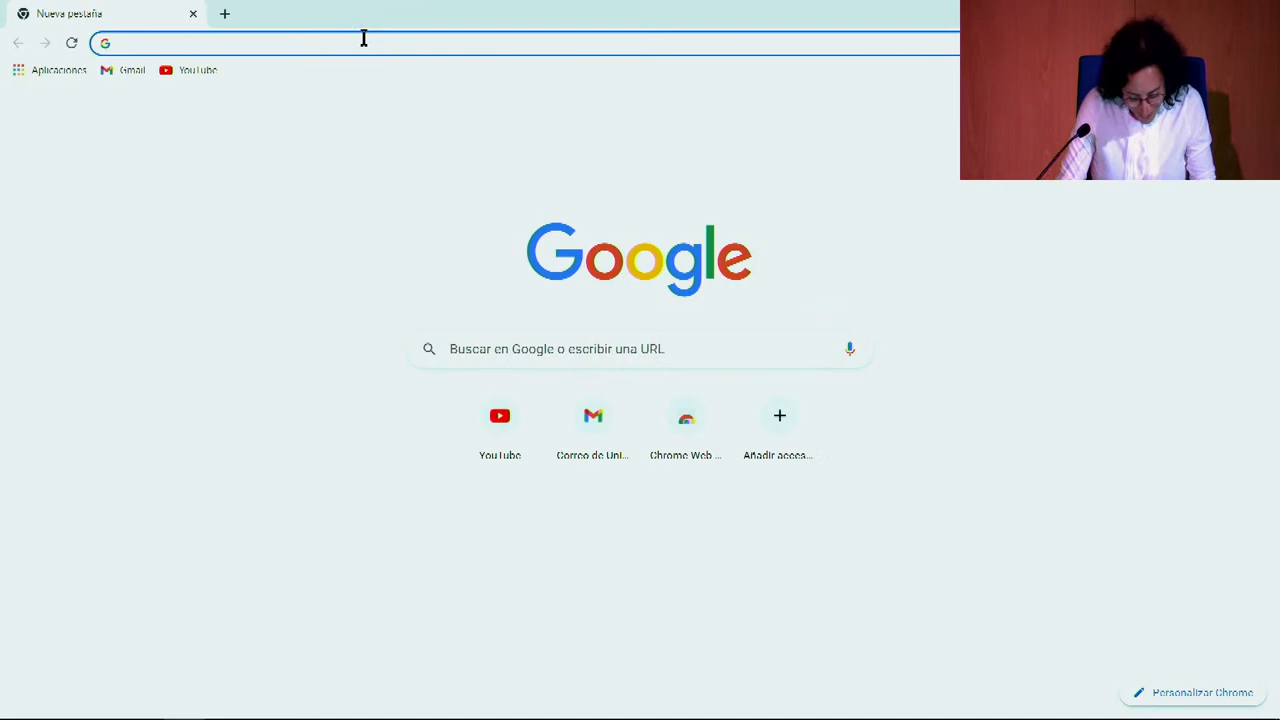 Nueva pestaña
Aplicaciones Gmail YouTube
Google
Buscar en Google o escribir una URL
YouTube Correo de Uni... Chrome Web ... Añadir acces...
Personalizar Chrome